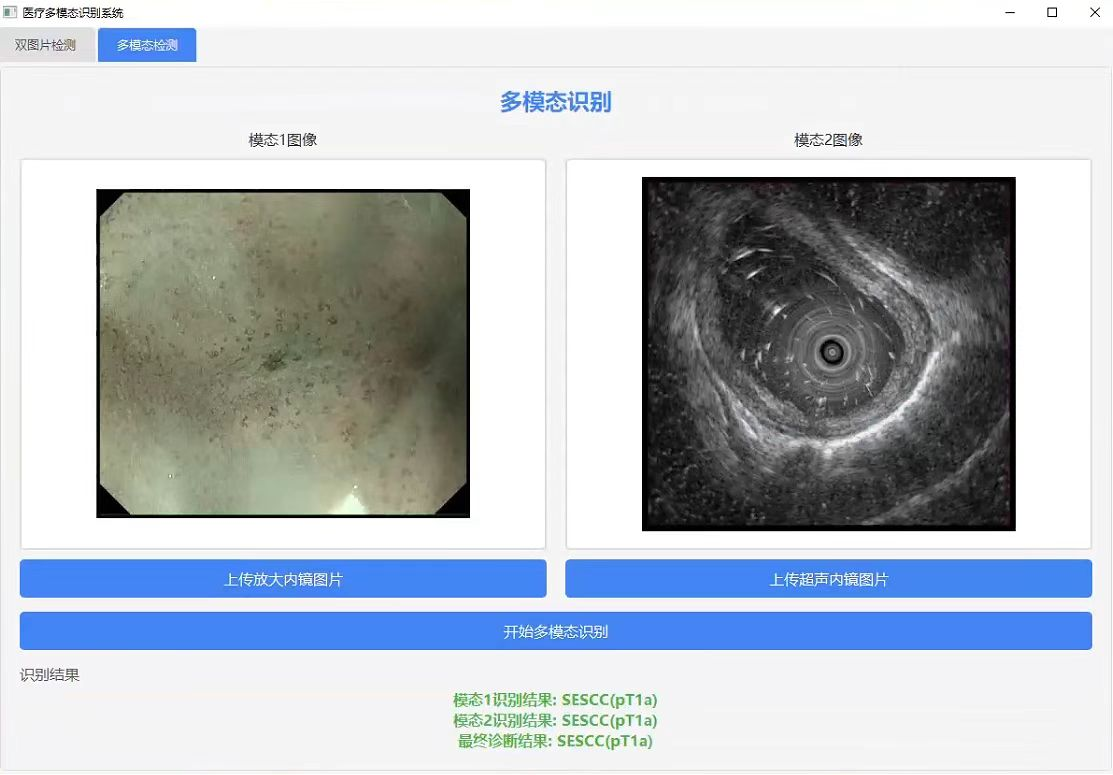 医疗多模态识别系统
双图片检测
多模态检测
多模态识别
模态1图像
模态2图像
上传放大内镜图片
上传超声内镜图片
开始多模态识别
识别结果
模态1识别结果: SESCC(pT1a)
模态2识别结果: SESCC(pT1a)
最终诊断结果: SESCC(pT1a)